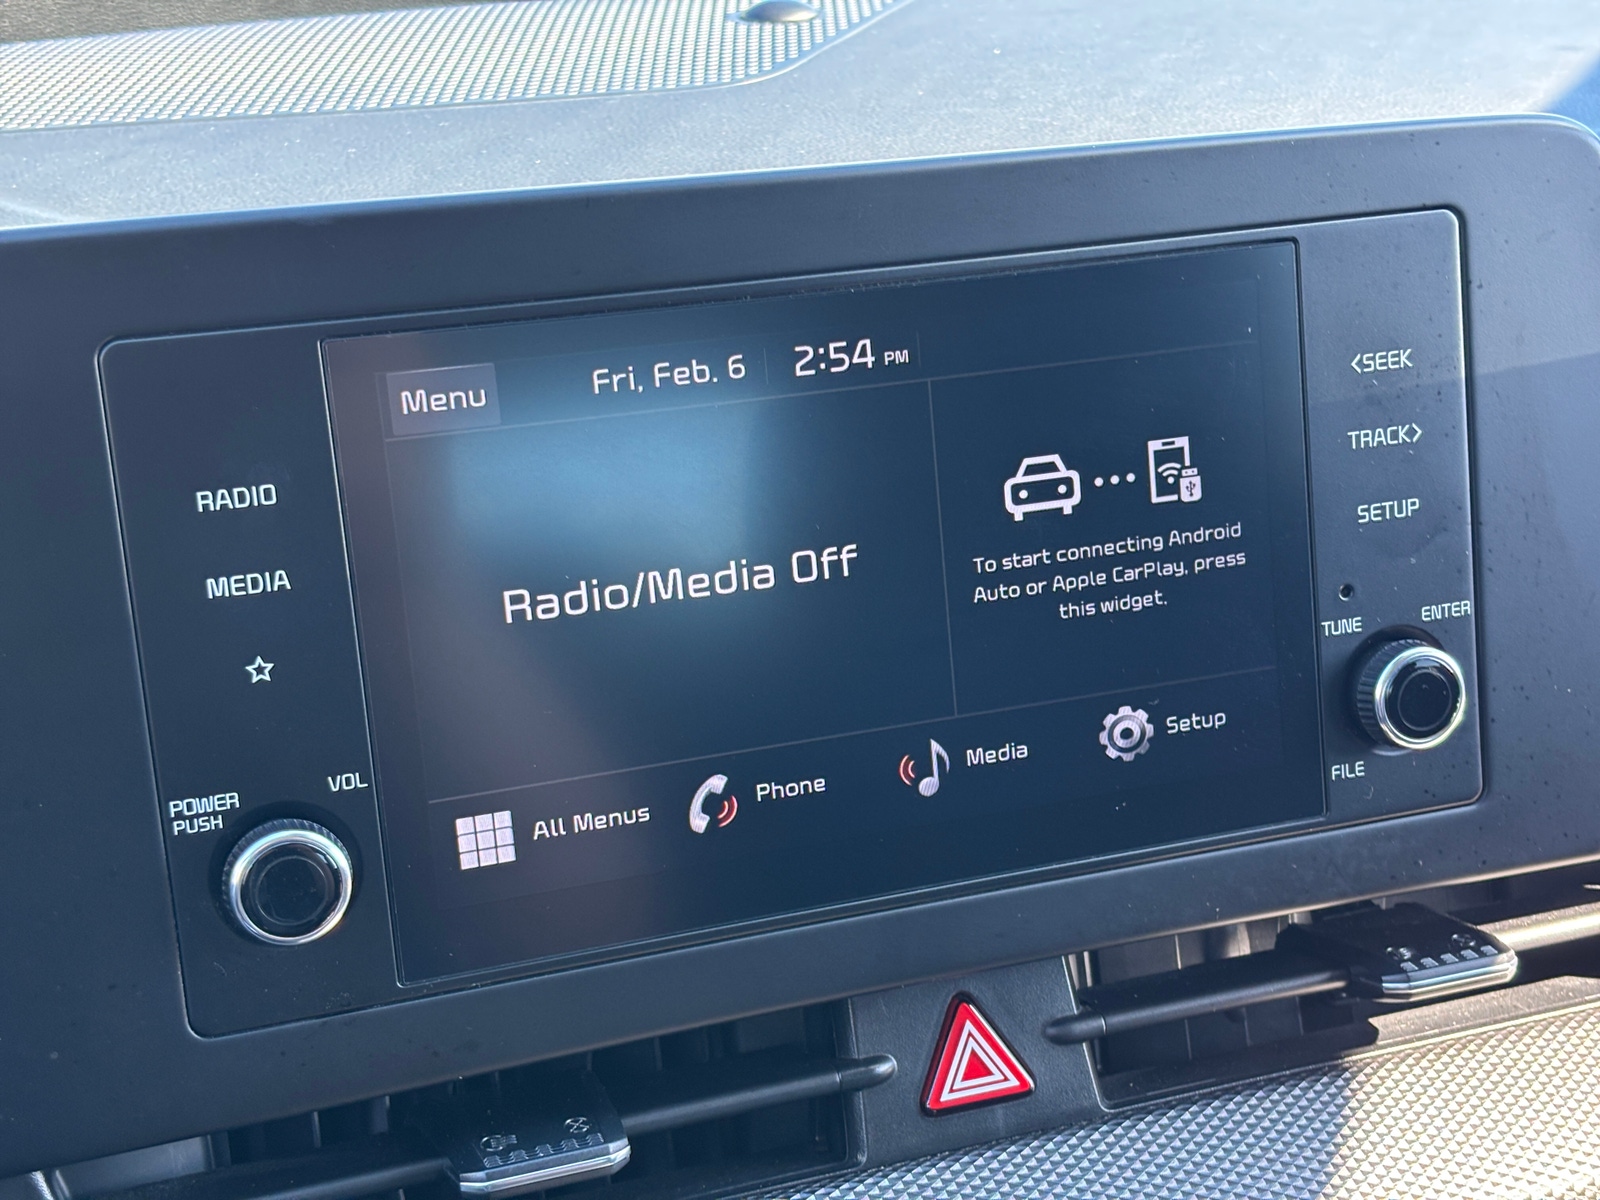 Menu
Fri, Feb. 6
2:54 PM
RADIO
MEDIA
POWER
PUSH
VOL
Radio/Media Off
To start connecting Android
Auto or Apple CarPlay, press
this widget.
All Menus
Phone
Media
Setup
<SEEK
TRACK>
SETUP
TUNE
ENTER
FILE